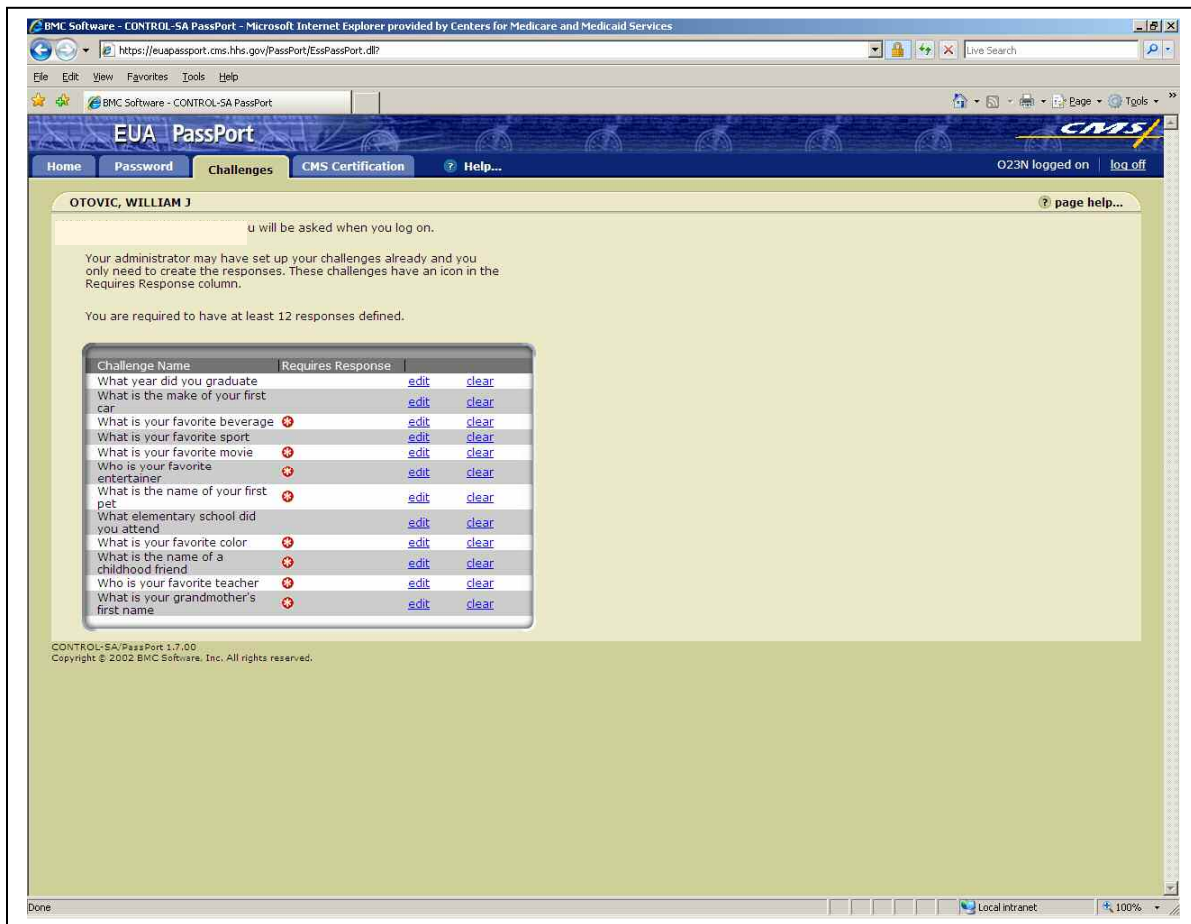 BMC Software - CONTROL-SA PassPort - Microsoft Internet Explorer provided by Centers for Medicare and Medicaid Services
https://euapassport.cms.hhs.gov/PassPort/EssPassPort.dll?
Live Search
File Edit View Favorites Tools Help
BMC Software - CONTROL-SA PassPort
Page Tools
EUA PassPort
CMS
Home Password Challenges CMS Certification ? Help... O23N logged on log off
OTOVIC, WILLIAM J ? page help...
u will be asked when you log on.
Your administrator may have set up your challenges already and you
only need to create the responses. These challenges have an icon in the
Requires Response column.
You are required to have at least 12 responses defined.
Challenge Name Requires Response
What year did you graduate edit clear
What is the make of your first
car edit clear
What is your favorite beverage edit clear
What is your favorite sport edit clear
What is your favorite movie edit clear
Who is your favorite
entertainer edit clear
What is the name of your first
pet edit clear
What elementary school did
you attend edit clear
What is your favorite color edit clear
What is the name of a
childhood friend edit clear
Who is your favorite teacher edit clear
What is your grandmother's
first name edit clear
CONTROL-SA/PassPort 1.7.00
Copyright © 2002 BMC Software, Inc. All rights reserved.
Done Local intranet 100%